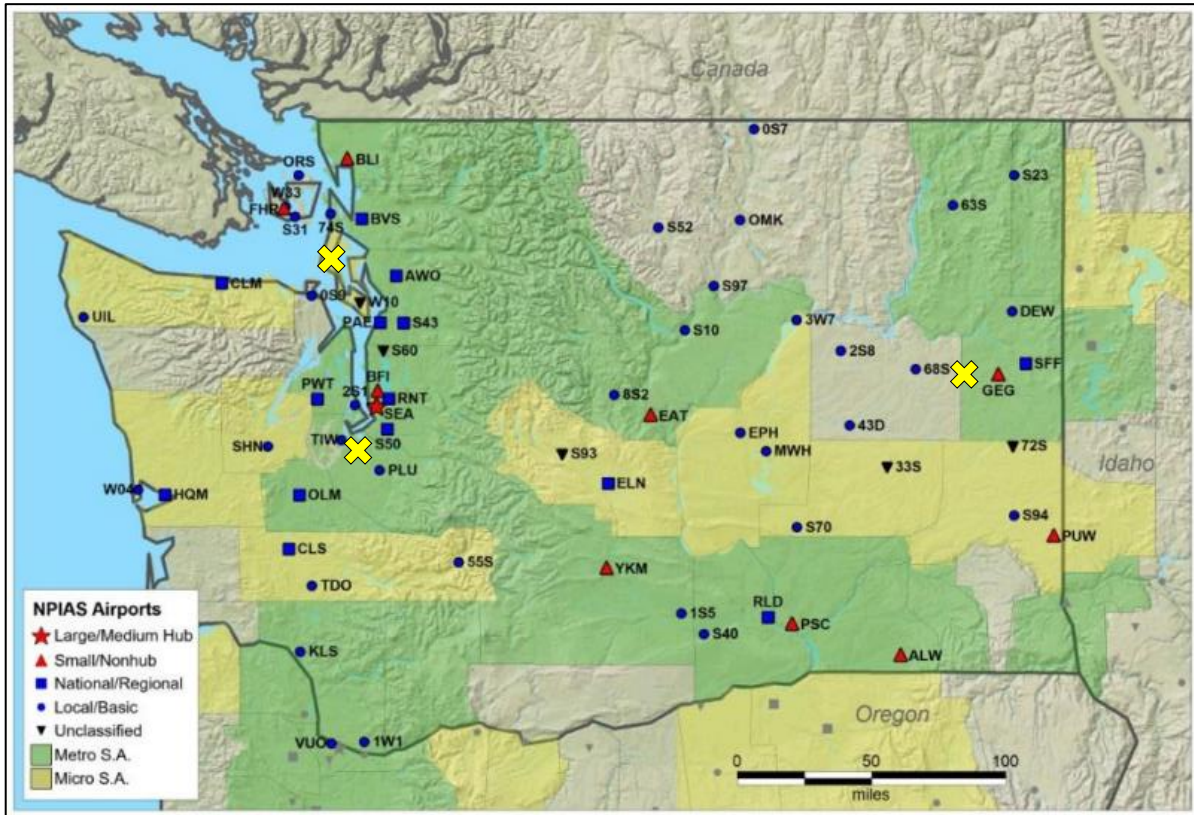 Canada
0S7
ORS
BLI
S23
W33
FHR
S31
74S
BVS
63S
S52
OMK
CLM
AWO
S97
0S9
W10
UIL
PAE
S43
S10
3W7
DEW
S60
2S8
68S
SFF
GEG
PWT
2S1
BFI
RNT
SEA
8S2
EAT
43D
S50
TIW
SHN
S93
EPH
MWH
72S
33S
Idaho
PLU
W04
HQM
OLM
ELN
S70
S94
PUW
CLS
55S
YKM
TDO
RLD
1S5
PSC
S40
KLS
ALW
VUO
1W1
Oregon
NPIAS Airports
Large/Medium Hub
Small/Nonhub
National/Regional
Local/Basic
Unclassified
Metro S.A.
Micro S.A.
0 50 100
miles